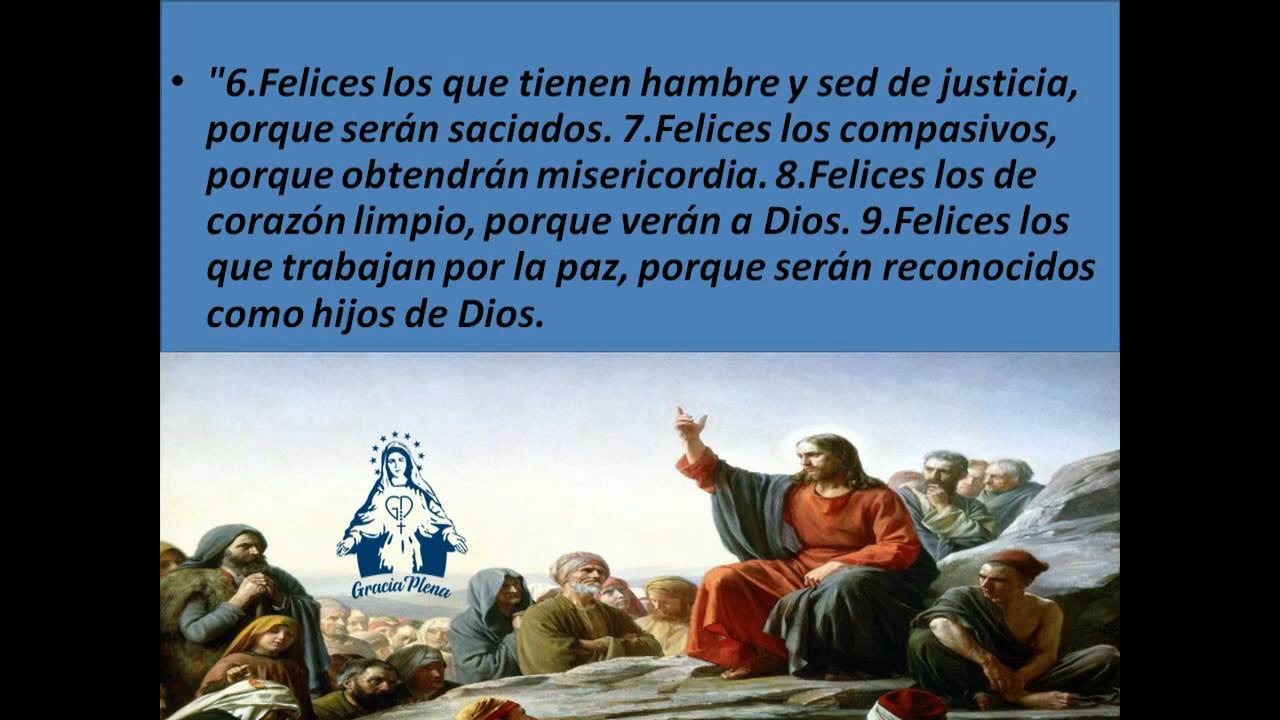 • "6.Felices los que tienen hambre y sed de justicia,
porque serán saciados. 7.Felices los compasivos,
porque obtendrán misericordia. 8.Felices los de
corazón limpio, porque verán a Dios. 9.Felices los
que trabajan por la paz, porque serán reconocidos
como hijos de Dios.
Gracia Plena